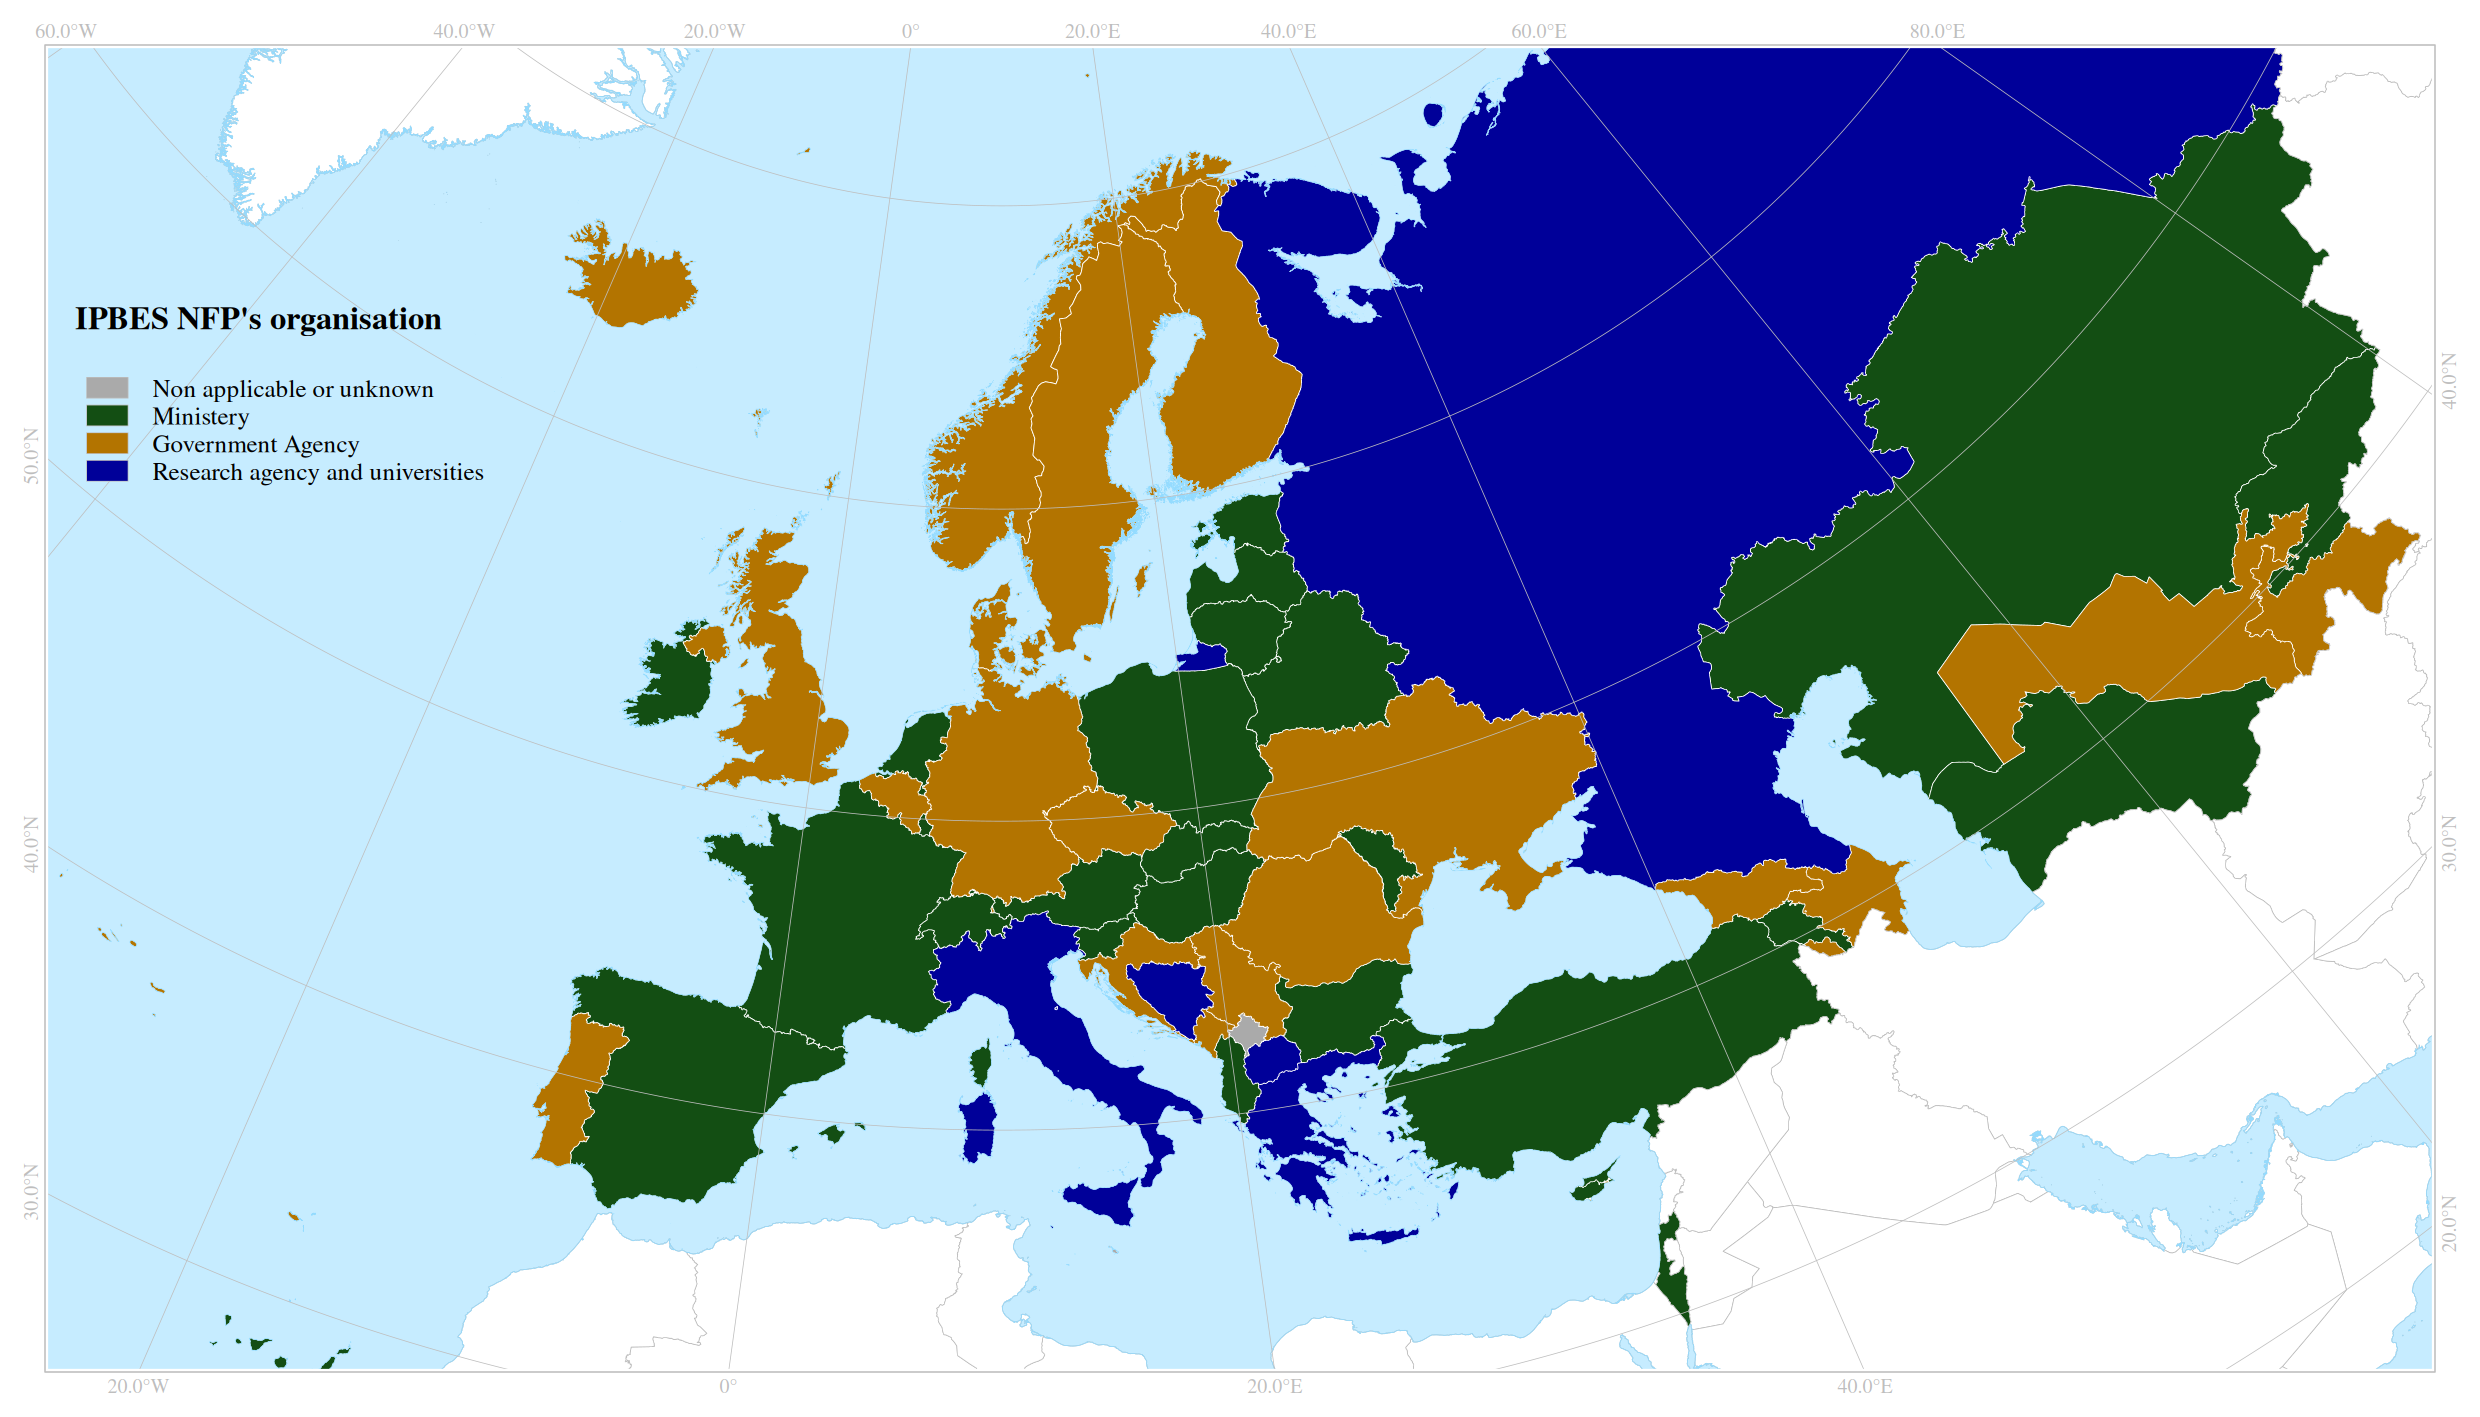 60.0°W 40.0°W 20.0°W 0° 20.0°E 40.0°E 60.0°E 80.0°E
IPBES NFP's organisation
Non applicable or unknown
Ministery
Government Agency
Research agency and universities
50.0°N
40.0°N
30.0°N
40.0°N
30.0°N
20.0°N
20.0°W 0° 20.0°E 40.0°E